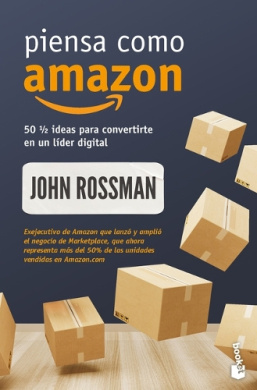 piensa como
amazon
50 ½ ideas para convertirte
en un líder digital
JOHN ROSSMAN
Exejecutivo de Amazon que lanzó y amplió
el negocio de Marketplace, que ahora
representa más del 50% de las unidades
vendidas en Amazon.com
booket